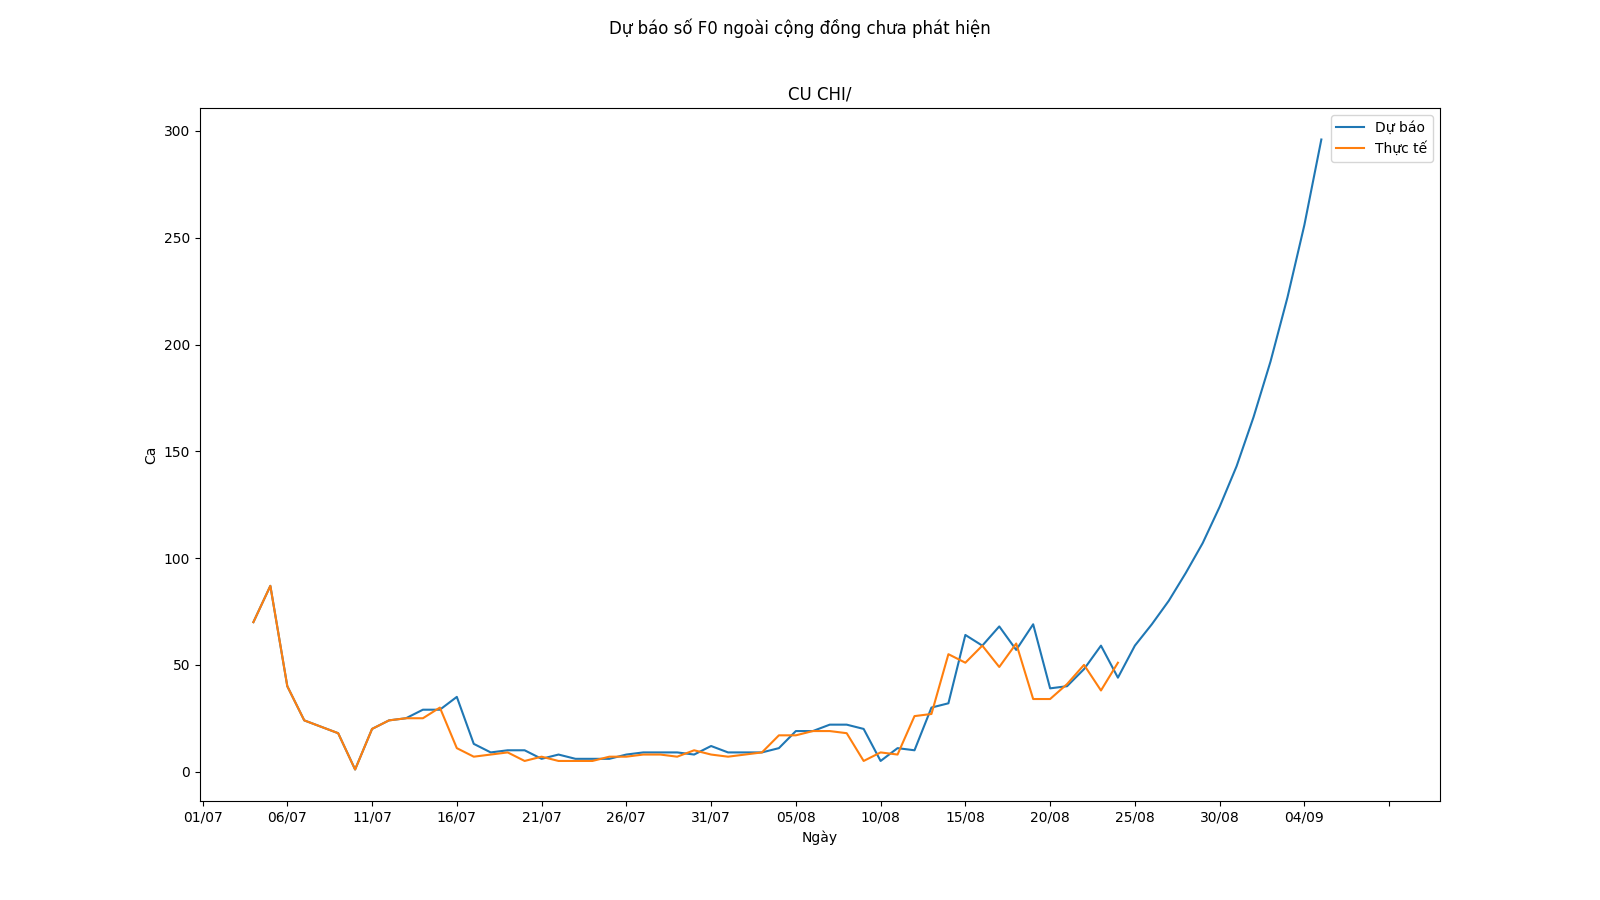 Dự báo số F0 ngoài cộng đồng chưa phát hiện
CU CHI/
Dự báo
Thực tế
300
250
200
150
100
50
0
Ca
01/07 06/07 11/07 16/07 21/07 26/07 31/07 05/08 10/08 15/08 20/08 25/08 30/08 04/09
Ngày